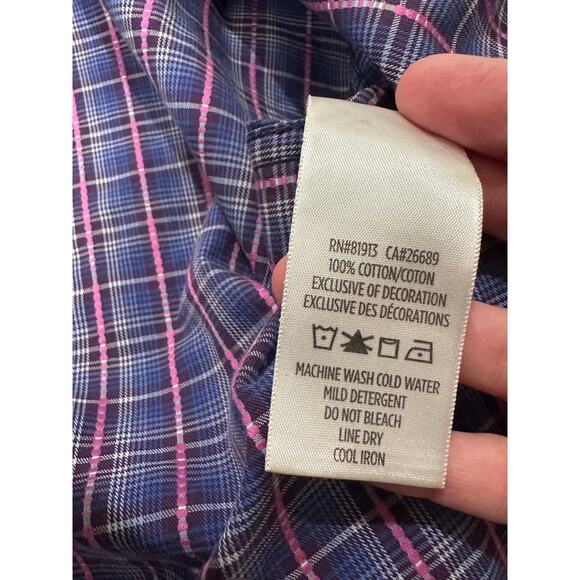 RN#81913 CA#26689
100% COTTON/COTON
EXCLUSIVE OF DECORATION
EXCLUSIVE DES DÉCORATIONS
MACHINE WASH COLD WATER
MILD DETERGENT
DO NOT BLEACH
LINE DRY
COOL IRON